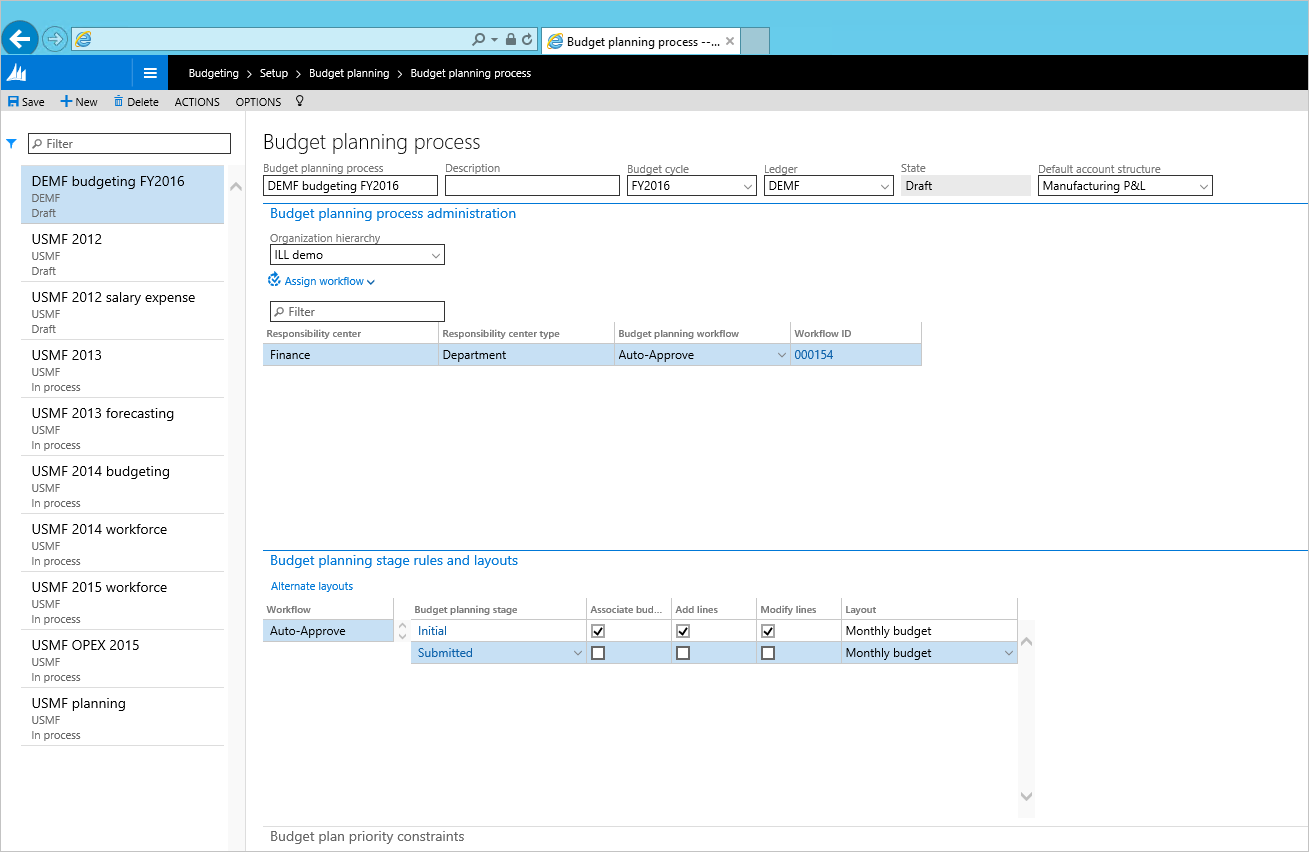 Budget planning process --...
Budgeting > Setup > Budget planning > Budget planning process
Save New Delete ACTIONS OPTIONS
Filter
DEMF budgeting FY2016
DEMF
Draft
USMF 2012
USMF
Draft
USMF 2012 salary expense
USMF
Draft
USMF 2013
USMF
In process
USMF 2013 forecasting
USMF
In process
USMF 2014 budgeting
USMF
In process
USMF 2014 workforce
USMF
In process
USMF 2015 workforce
USMF
In process
USMF OPEX 2015
USMF
In process
USMF planning
USMF
In process
Budget planning process
Budget planning process Description Budget cycle Ledger State Default account structure
DEMF budgeting FY2016 FY2016 DEMF Draft Manufacturing P&L
Budget planning process administration
Organization hierarchy
ILL demo
Assign workflow
Filter
Responsibility center Responsibility center type Budget planning workflow Workflow ID
Finance Department Auto-Approve 000154
Budget planning stage rules and layouts
Alternate layouts
Workflow Budget planning stage Associate bud... Add lines Modify lines Layout
Auto-Approve Initial Monthly budget
Submitted Monthly budget
Budget plan priority constraints